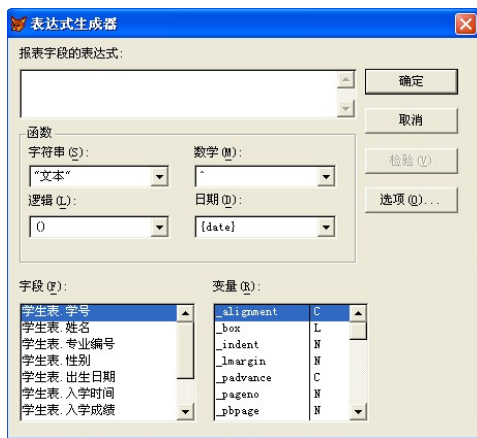 表达式生成器
报表字段的表达式:
确定
取消
检验(V)
选项(O)...
函数
字符串(S):
数学(M):
"文本"
^
逻辑(L):
日期(D):
()
{date}
字段(F):
变量(R):
学生表.学号
学生表.姓名
学生表.专业编号
学生表.性别
学生表.出生日期
学生表.入学时间
学生表.入学成绩
_alignment C
_box L
_indent N
_lmargin N
_padvance C
_pageno N
_pbpage N